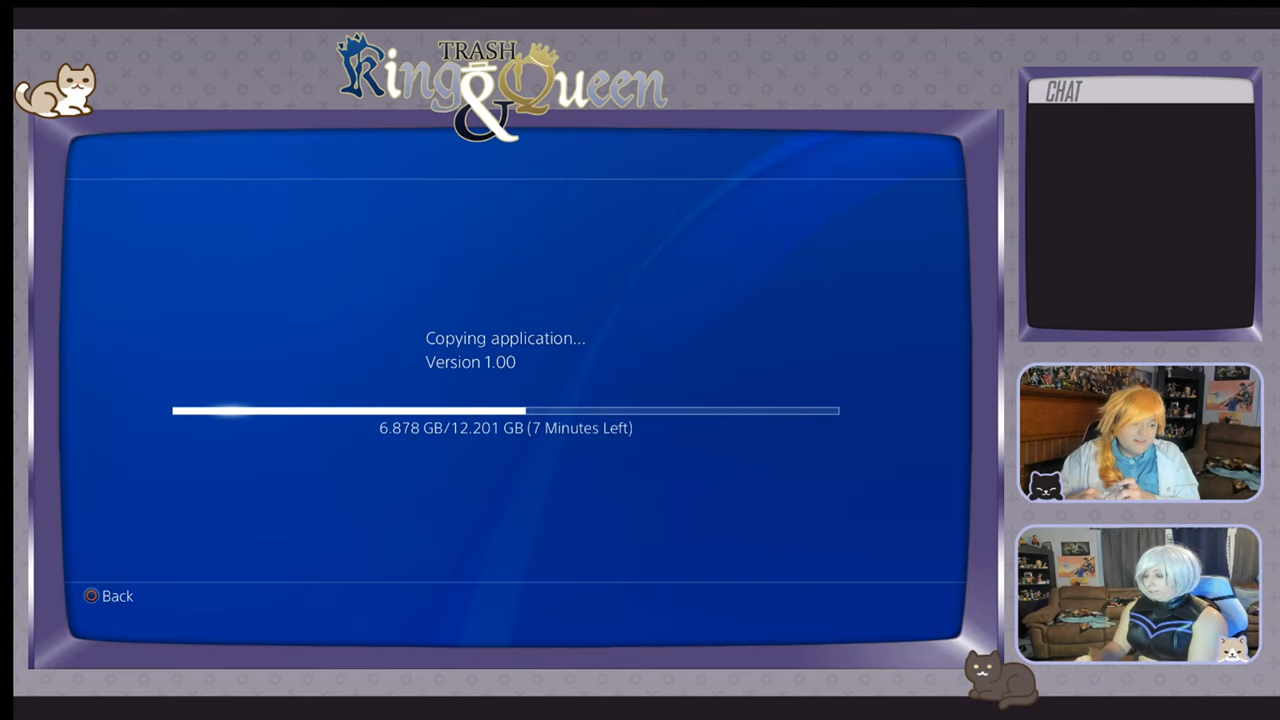 TRASH
King & Queen
CHAT
Copying application...
Version 1.00
6.878 GB/12.201 GB (7 Minutes Left)
Back